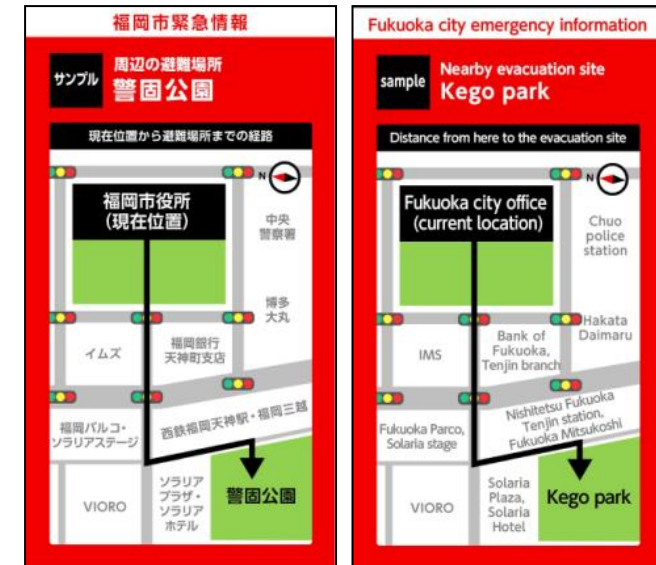 福岡市緊急情報
サンプル
周辺の避難場所
警固公園
現在位置から避難場所までの経路
N
福岡市役所
(現在位置)
中央
警察署
博多
大丸
イムズ
福岡銀行
天神町支店
福岡パルコ・
ソラリアステージ
西鉄福岡天神駅・福岡三越
VIORO
ソラリア
プラザ・
ソラリア
ホテル
警固公園
Fukuoka city emergency information
sample
Nearby evacuation site
Kego park
Distance from here to the evacuation site
N
Fukuoka city office
(current location)
Chuo
police
station
Hakata
Daimaru
IMS
Bank of
Fukuoka,
Tenjin branch
Fukuoka Parco,
Solaria stage
Nishitetsu Fukuoka
Tenjin station,
Fukuoka Mitsukoshi
VIORO
Solaria
Plaza,
Solaria
Hotel
Kego park